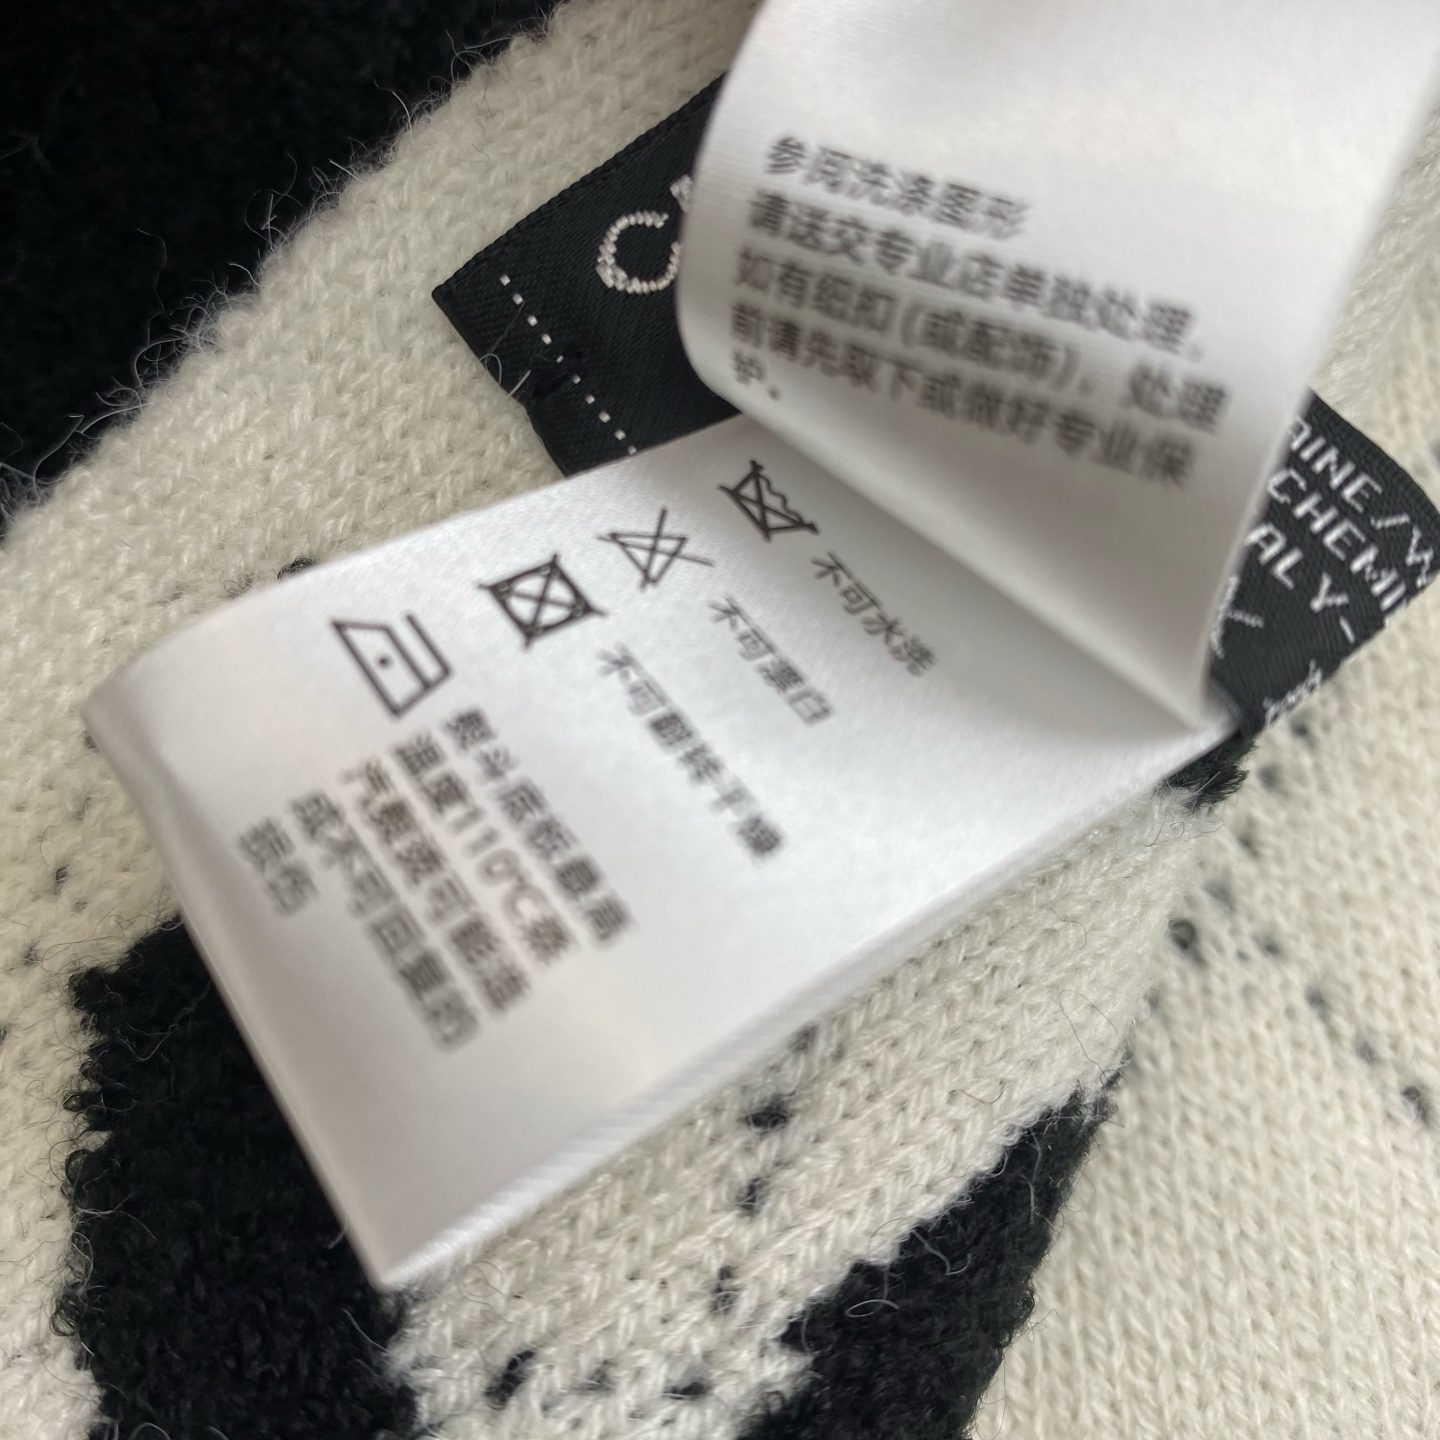 参阅洗涤图形
请送交专业店单独处理。
如有纽扣(或配饰)，处理
前请先取下或做好专业保
护。
不可水洗
不可漂白
不可翻转干燥
熨斗底板最高
温度110℃蒸
汽熨烫可能造
成不可回复的
损伤
CHEMI
ALY-